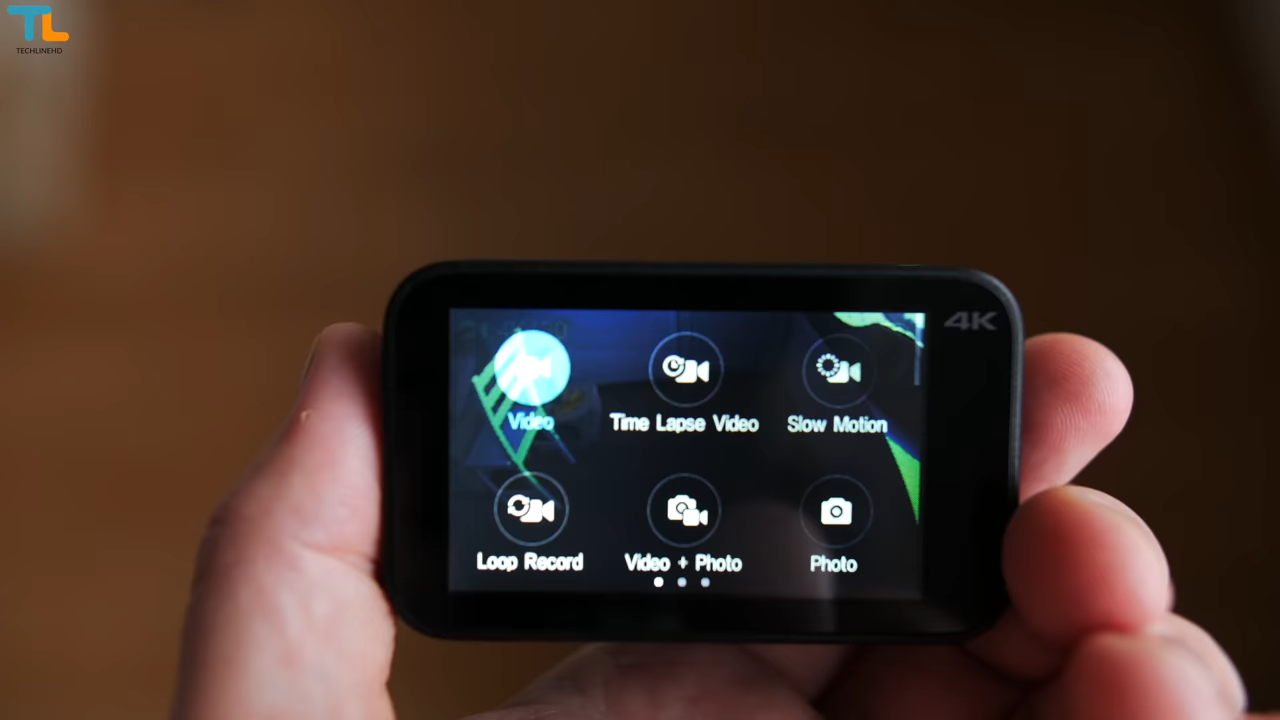 TL
TECHLINEHD
4K
Video
Time Lapse Video
Slow Motion
Loop Record
Video + Photo
Photo